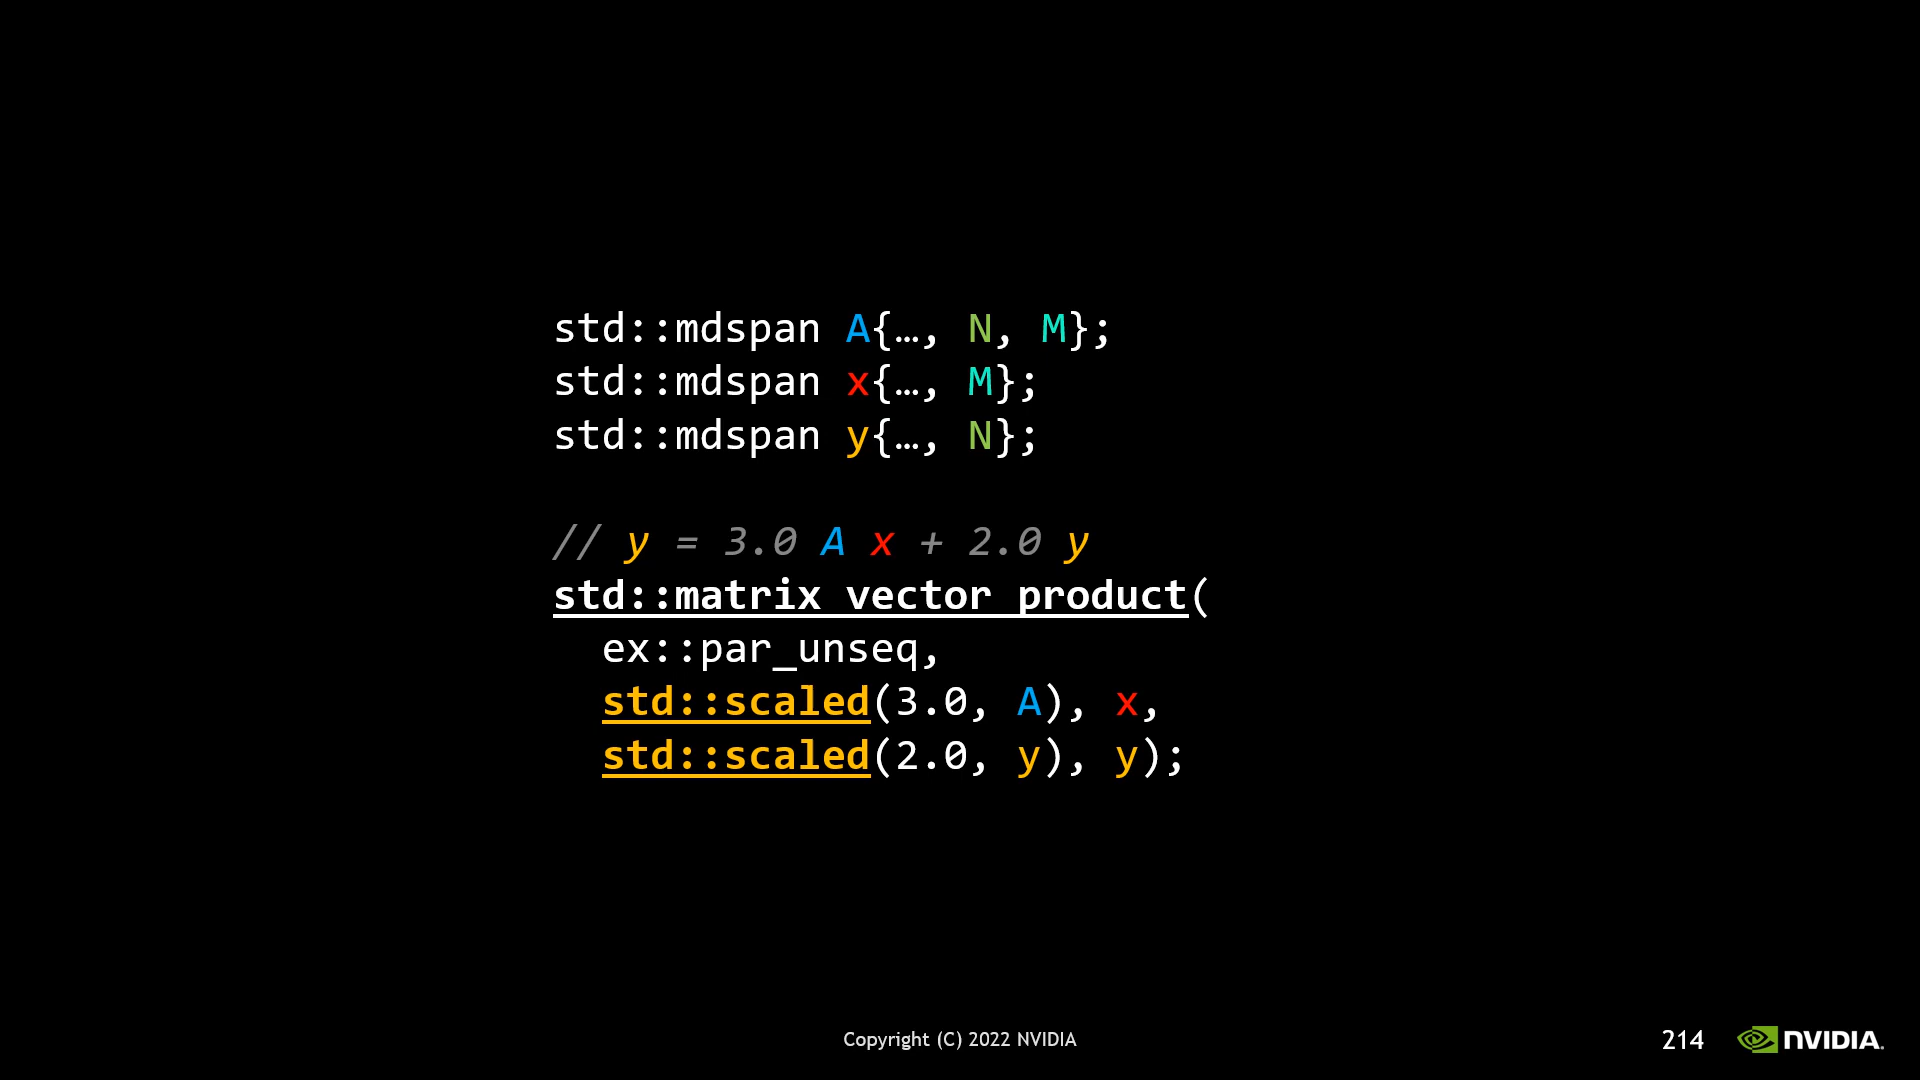 std::mdspan A{…, N, M};
std::mdspan x{…, M};
std::mdspan y{…, N};
// y = 3.0 A x + 2.0 y
std::matrix_vector_product(
ex::par_unseq,
std::scaled(3.0, A), x,
std::scaled(2.0, y), y);
Copyright (C) 2022 NVIDIA
214
NVIDIA.